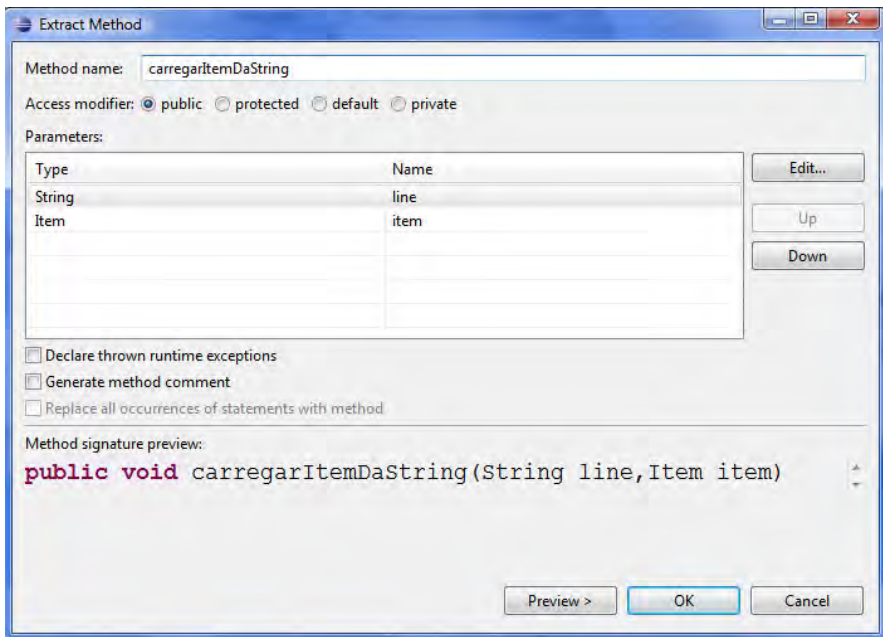 Extract Method
Method name: carregarItemDaString
Access modifier: public protected default private
Parameters:
Type Name
String line
Item item
Edit...
Up
Down
Declare thrown runtime exceptions
Generate method comment
Replace all occurrences of statements with method
Method signature preview:
public void carregarItemDaString(String line,Item item)
Preview > OK Cancel